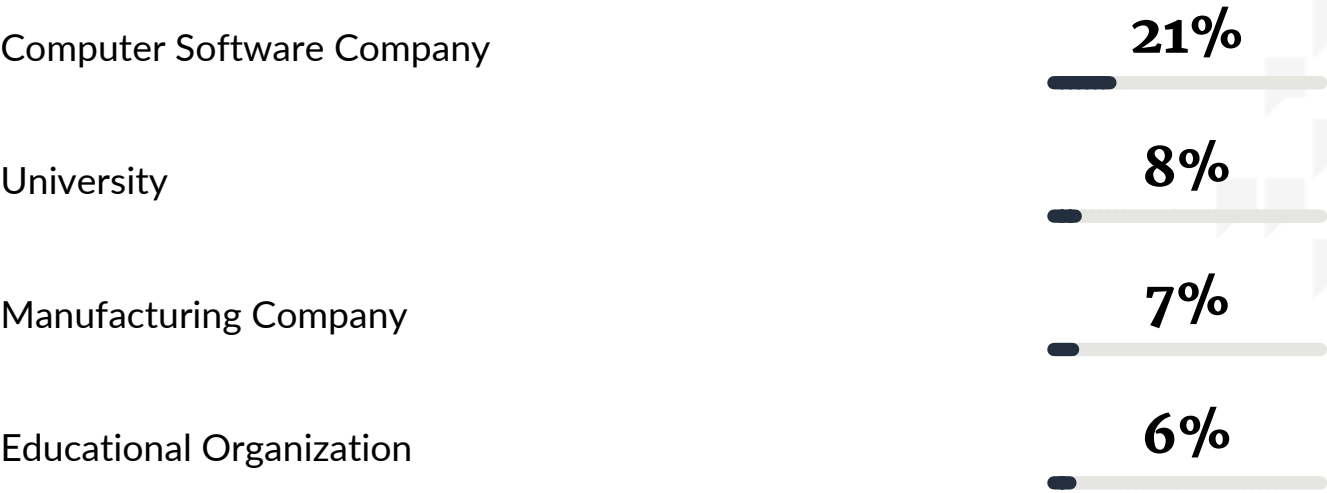 Computer Software Company 21%
University 8%
Manufacturing Company 7%
Educational Organization 6%